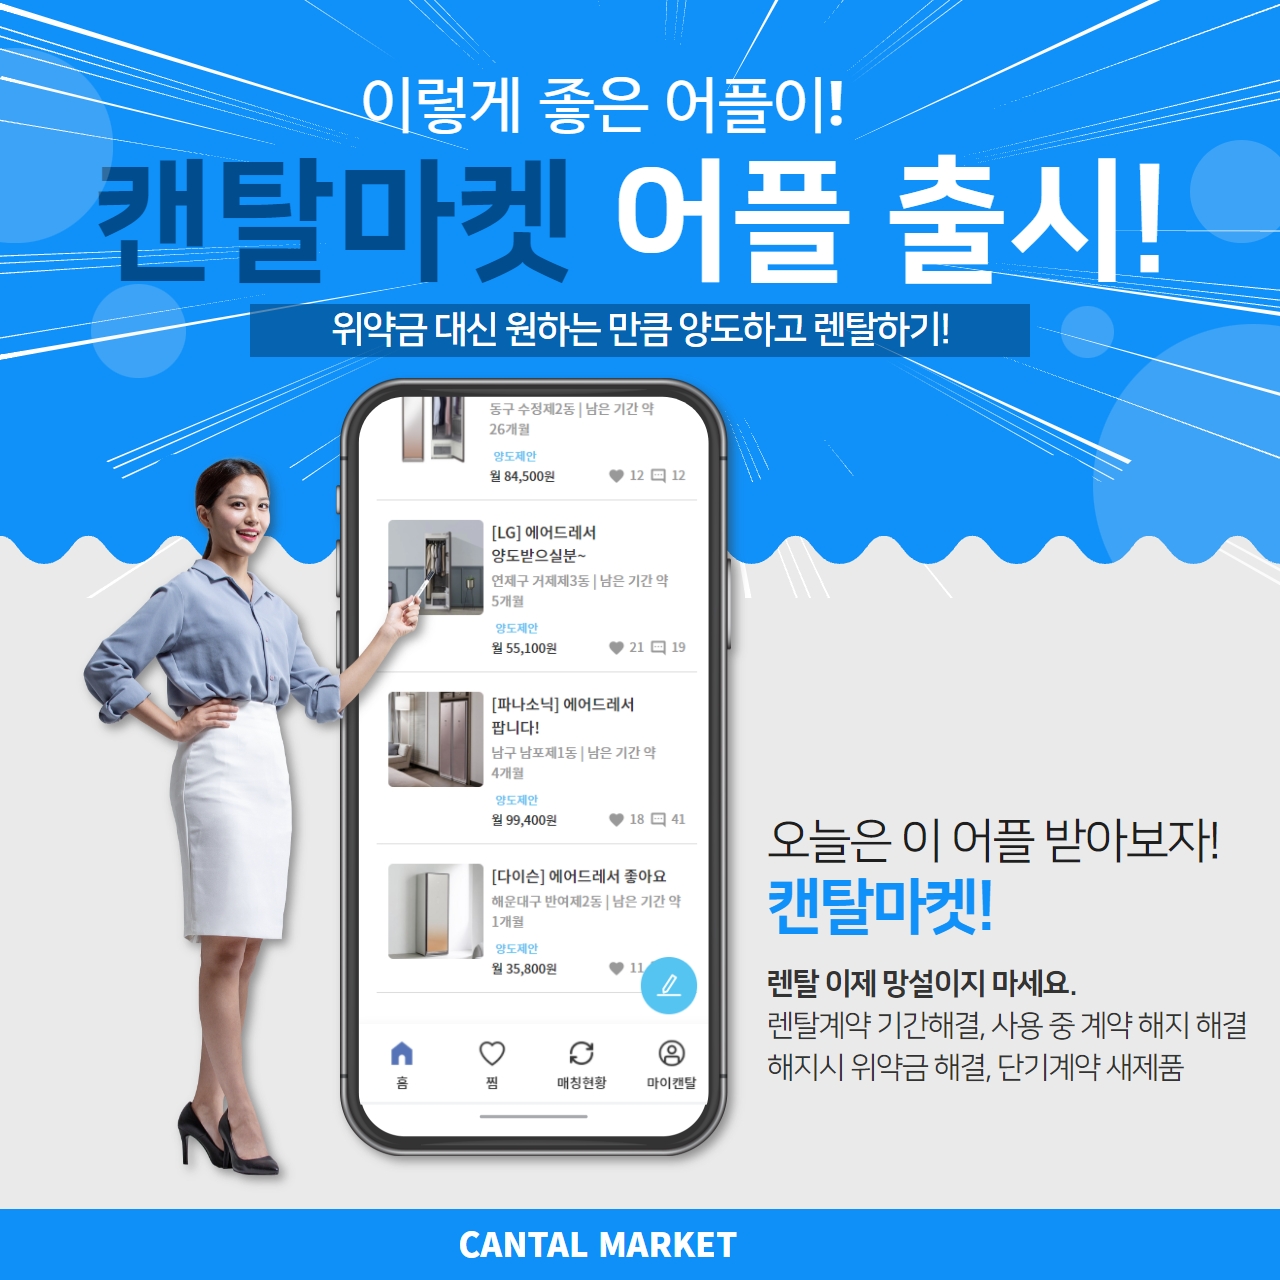 이렇게 좋은 어플이!
캔탈마켓 어플 출시!
위약금 대신 원하는 만큼 양도하고 렌탈하기!
동구 수정제2동 | 남은 기간 약
26개월
양도제안
월 84,500원 12 12
[LG] 에어드레서
양도받으실분~
연제구 거제제3동 | 남은 기간 약
5개월
양도제안
월 55,100원 21 19
[파나소닉] 에어드레서
팝니다!
남구 남포제1동 | 남은 기간 약
4개월
양도제안
월 99,400원 18 41
[다이슨] 에어드레서 좋아요
해운대구 반여제2동 | 남은 기간 약
1개월
양도제안
월 35,800원 11
홈 찜 매칭현황 마이캔탈
오늘은 이 어플 받아보자!
캔탈마켓!
렌탈 이제 망설이지 마세요.
렌탈계약 기간해결, 사용 중 계약 해지 해결
해지시 위약금 해결, 단기계약 새제품
CANTAL MARKET